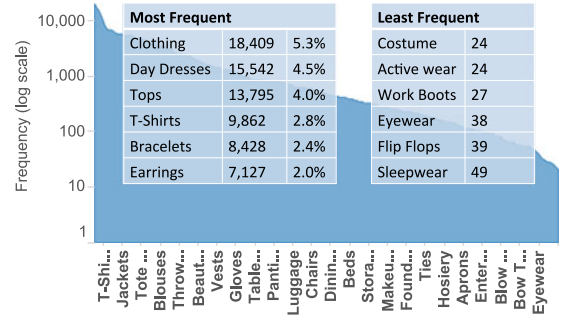 Most Frequent
Clothing 18,409 5.3%
Day Dresses 15,542 4.5%
Tops 13,795 4.0%
T-Shirts 9,862 2.8%
Bracelets 8,428 2.4%
Earrings 7,127 2.0%
Least Frequent
Costume 24
Active wear 24
Work Boots 27
Eyewear 38
Flip Flops 39
Sleepwear 49
Frequency (log scale)
10,000
1,000
100
10
1
T-Shi...
Jackets
Tote ...
Blouses
Throw...
Beaut...
Vests
Gloves
Table...
Panti...
Luggage
Chairs
Dinin...
Beds
Stora...
Makeu...
Found...
Ties
Hosiery
Aprons
Enter...
Blow ...
Bow T...
Eyewear